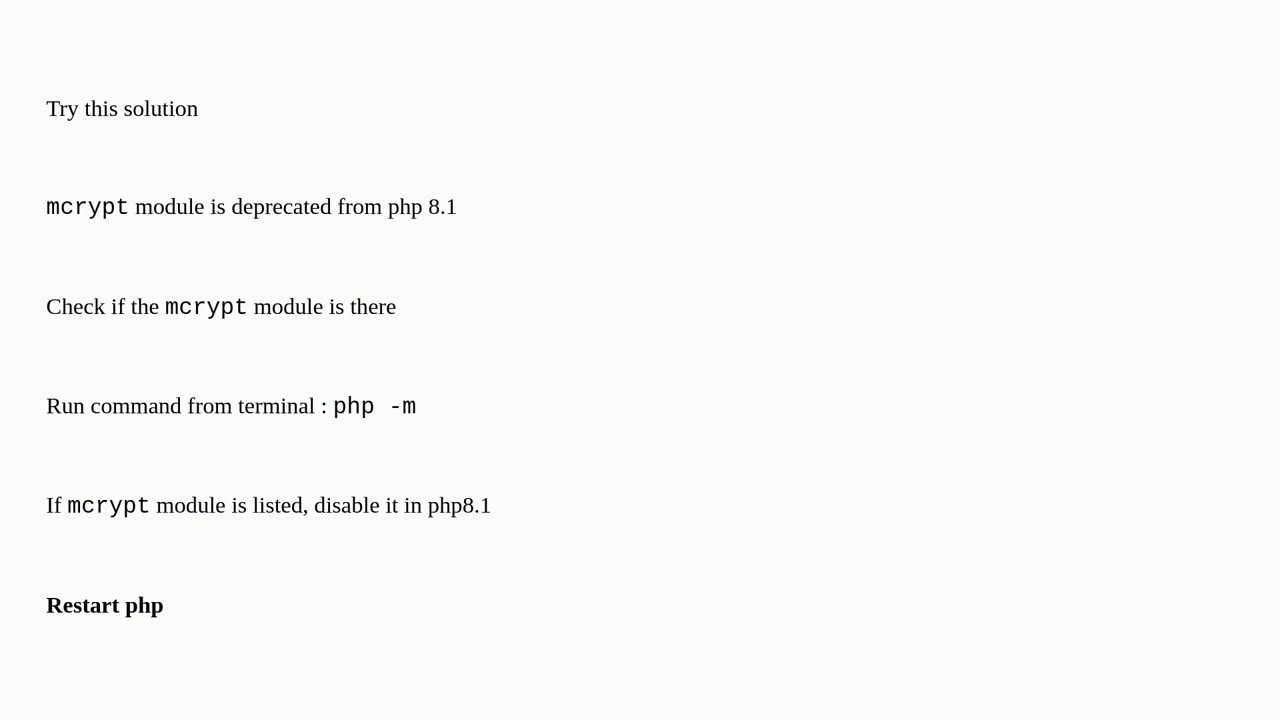 Try this solution
mcrypt module is deprecated from php 8.1
Check if the mcrypt module is there
Run command from terminal : php -m
If mcrypt module is listed, disable it in php8.1
Restart php